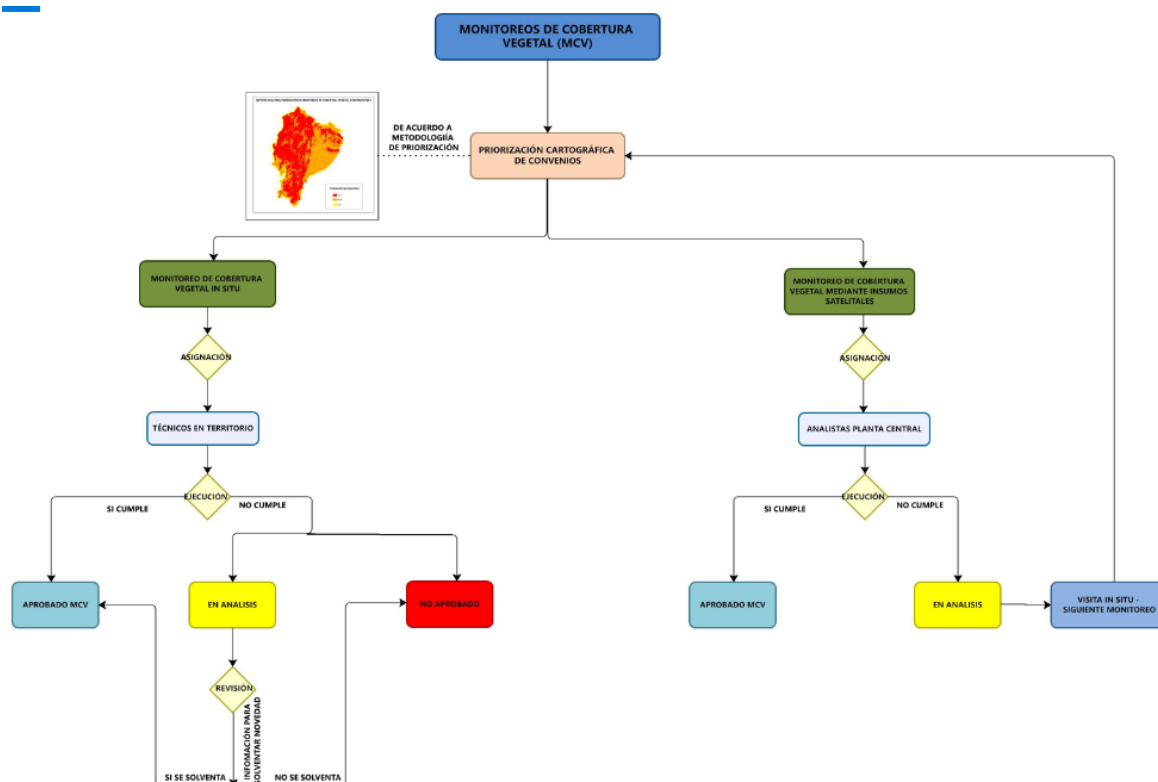 MONITOREOS DE COBERTURA
VEGETAL (MCV)
DE ACUERDO A
METODOLOGIÍA
DE PRIORIZACIÓN
PRIORIZACIÓN CARTOGRÁFICA
DE CONVENIOS
MONITOREO DE COBERTURA
VEGETAL IN SITU
MONITOREO DE COBERTURA
VEGETAL MEDIANTE INSUMOS
SATELITALES
ASIGNACIÓN
ASIGNACIÓN
TÉCNICOS EN TERRITORIO
ANALISTAS PLANTA CENTRAL
EJECUCIÓN
SI CUMPLE
NO CUMPLE
EJECUCIÓN
SI CUMPLE
NO CUMPLE
APROBADO MCV
EN ANALISIS
NO APROBADO
APROBADO MCV
EN ANALISIS
VISITA IN SITU -
SIGUIENTE MONITOREO
REVISIÓN
INFOMACIÓN PARA
SOLVENTAR NOVEDAD
SI SE SOLVENTA
NO SE SOLVENTA